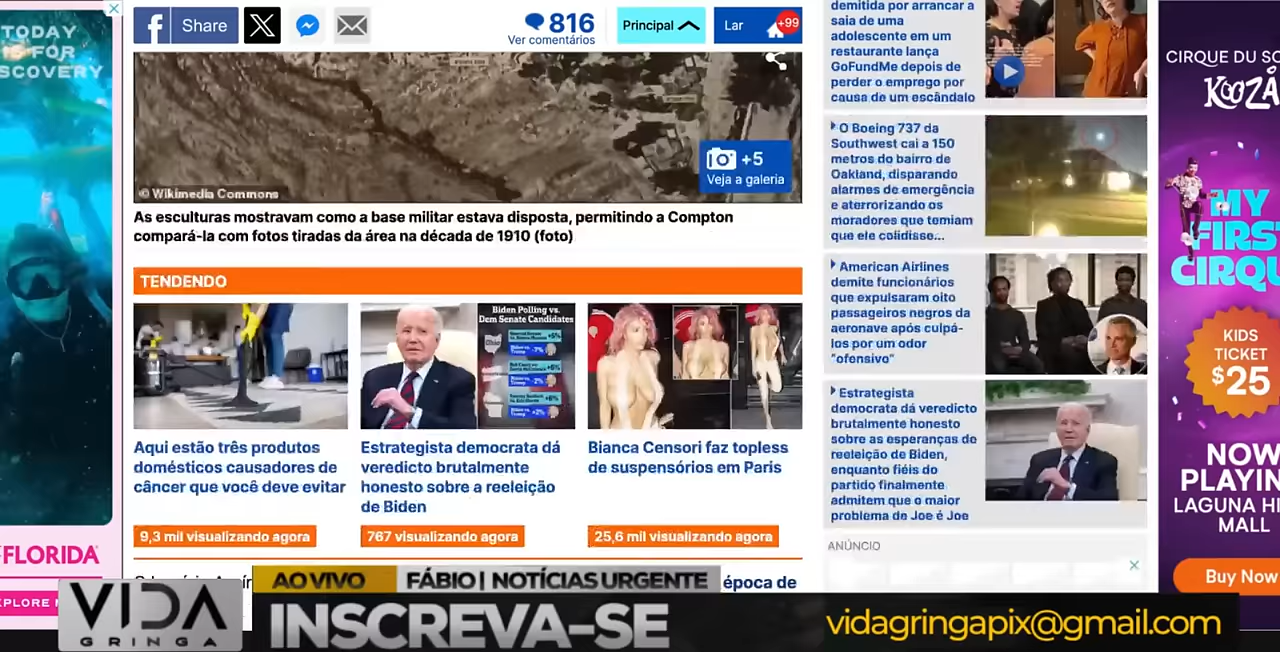 TODAY
IS FOR
SCOVERY
FLORIDA
EXPLORE
Share
816
Ver comentários
Principal
Lar
+99
© Wikimedia Commons
+5
Veja a galeria
As esculturas mostravam como a base militar estava disposta, permitindo a Compton
compará-la com fotos tiradas da área na década de 1910 (foto)
TENDENDO
Biden Polling vs.
Dem Senate Candidates
Ohio
Aqui estão três produtos
domésticos causadores de
câncer que você deve evitar
9,3 mil visualizando agora
Estrategista democrata dá
veredicto brutalmente
honesto sobre a reeleição
de Biden
767 visualizando agora
Bianca Censori faz topless
de suspensórios em Paris
25,6 mil visualizando agora
época de
demitida por arrancar a
saia de uma
adolescente em um
restaurante lança
GoFundMe depois de
perder o emprego por
causa de um escândalo
O Boeing 737 da
Southwest cai a 150
metros do bairro de
Oakland, disparando
alarmes de emergência
e aterrorizando os
moradores que temiam
que ele colidisse...
American Airlines
demite funcionários
que expulsaram oito
passageiros negros da
aeronave após culpá-
los por um odor
"ofensivo"
Estrategista
democrata dá veredicto
brutalmente honesto
sobre as esperanças de
reeleição de Biden,
enquanto fiéis do
partido finalmente
admitem que o maior
problema de Joe é Joe
ANÚNCIO
CIRQUE DU SO
KOOZA
MY
FIRS
CIRQU
KIDS
TICKET
$25
NOW
PLAYIN
LAGUNA HI
MALL
Buy Now
VIDA
GRINGA
AO VIVO
FÁBIO | NOTÍCIAS URGENTE
INSCREVA-SE
vidagringapix@gmail.com